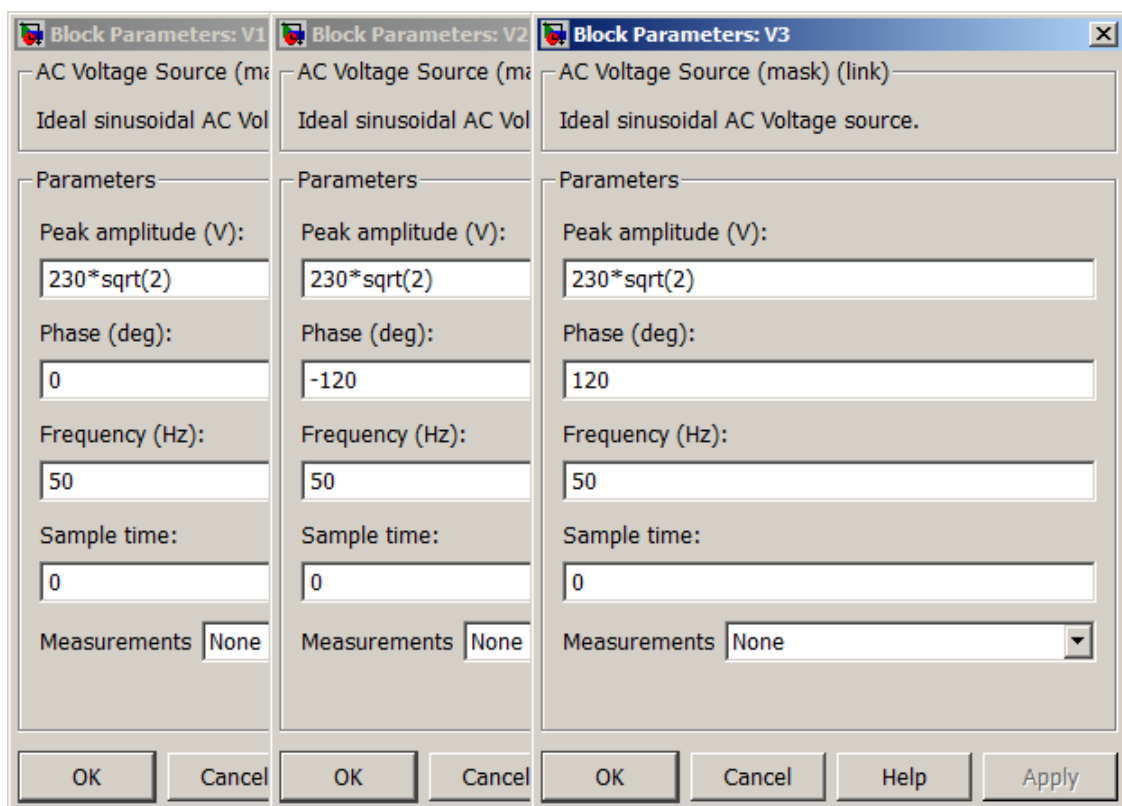 Block Parameters: V1
AC Voltage Source (ma
Ideal sinusoidal AC Vol
Parameters
Peak amplitude (V):
230*sqrt(2)
Phase (deg):
0
Frequency (Hz):
50
Sample time:
0
Measurements None
OK Cancel
Block Parameters: V2
AC Voltage Source (ma
Ideal sinusoidal AC Vol
Parameters
Peak amplitude (V):
230*sqrt(2)
Phase (deg):
-120
Frequency (Hz):
50
Sample time:
0
Measurements None
OK Cancel
Block Parameters: V3
AC Voltage Source (mask) (link)
Ideal sinusoidal AC Voltage source.
Parameters
Peak amplitude (V):
230*sqrt(2)
Phase (deg):
120
Frequency (Hz):
50
Sample time:
0
Measurements None
OK Cancel Help Apply